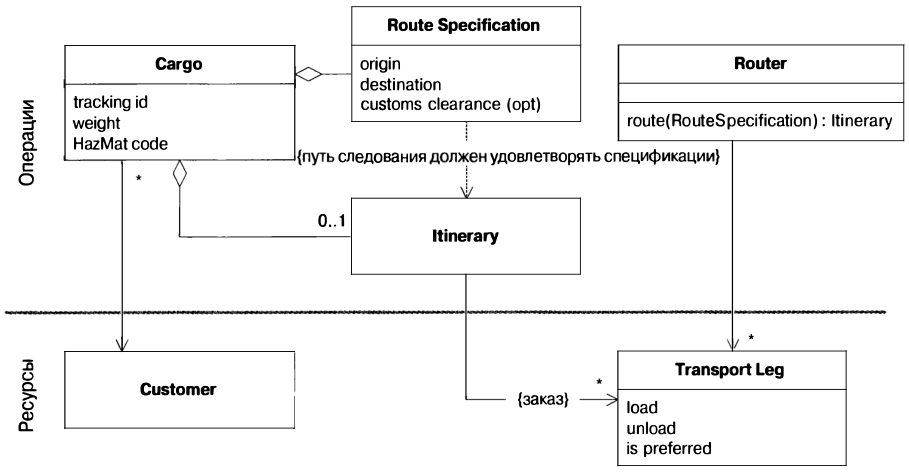 Операции
Cargo
tracking id
weight
HazMat code
Route Specification
origin
destination
customs clearance (opt)
Router
route(RouteSpecification) : Itinerary
{путь следования должен удовлетворять спецификации}
*
0..1
Itinerary
Ресурсы
Customer
{заказ}
*
*
Transport Leg
load
unload
is preferred